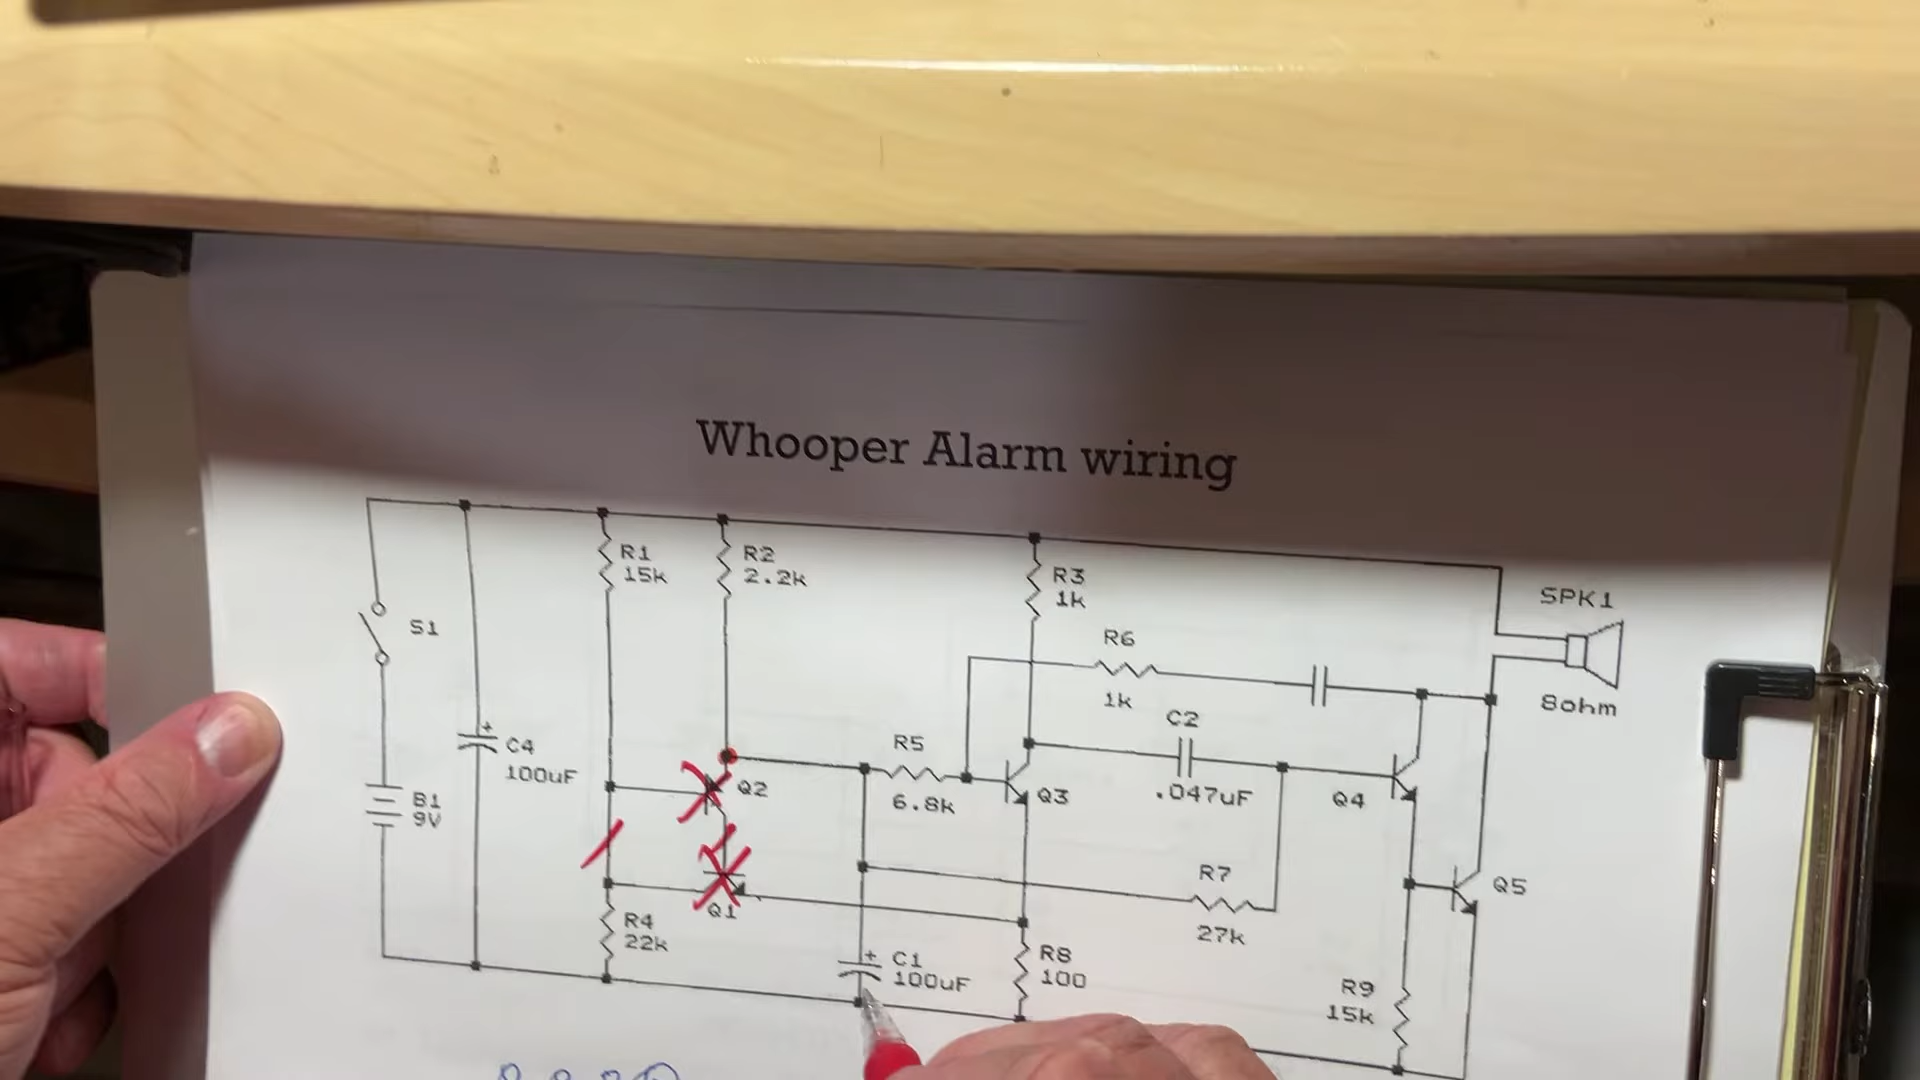 Whooper Alarm wiring
R1
15k
R2
2.2k
R3
1k
SPK1
8ohm
S1
R6
1k
C2
.047uF
C4
100uF
R5
6.8k
Q2
Q3
Q4
B1
9V
R7
27k
Q5
Q1
R4
22k
C1
100uF
R8
100
R9
15k